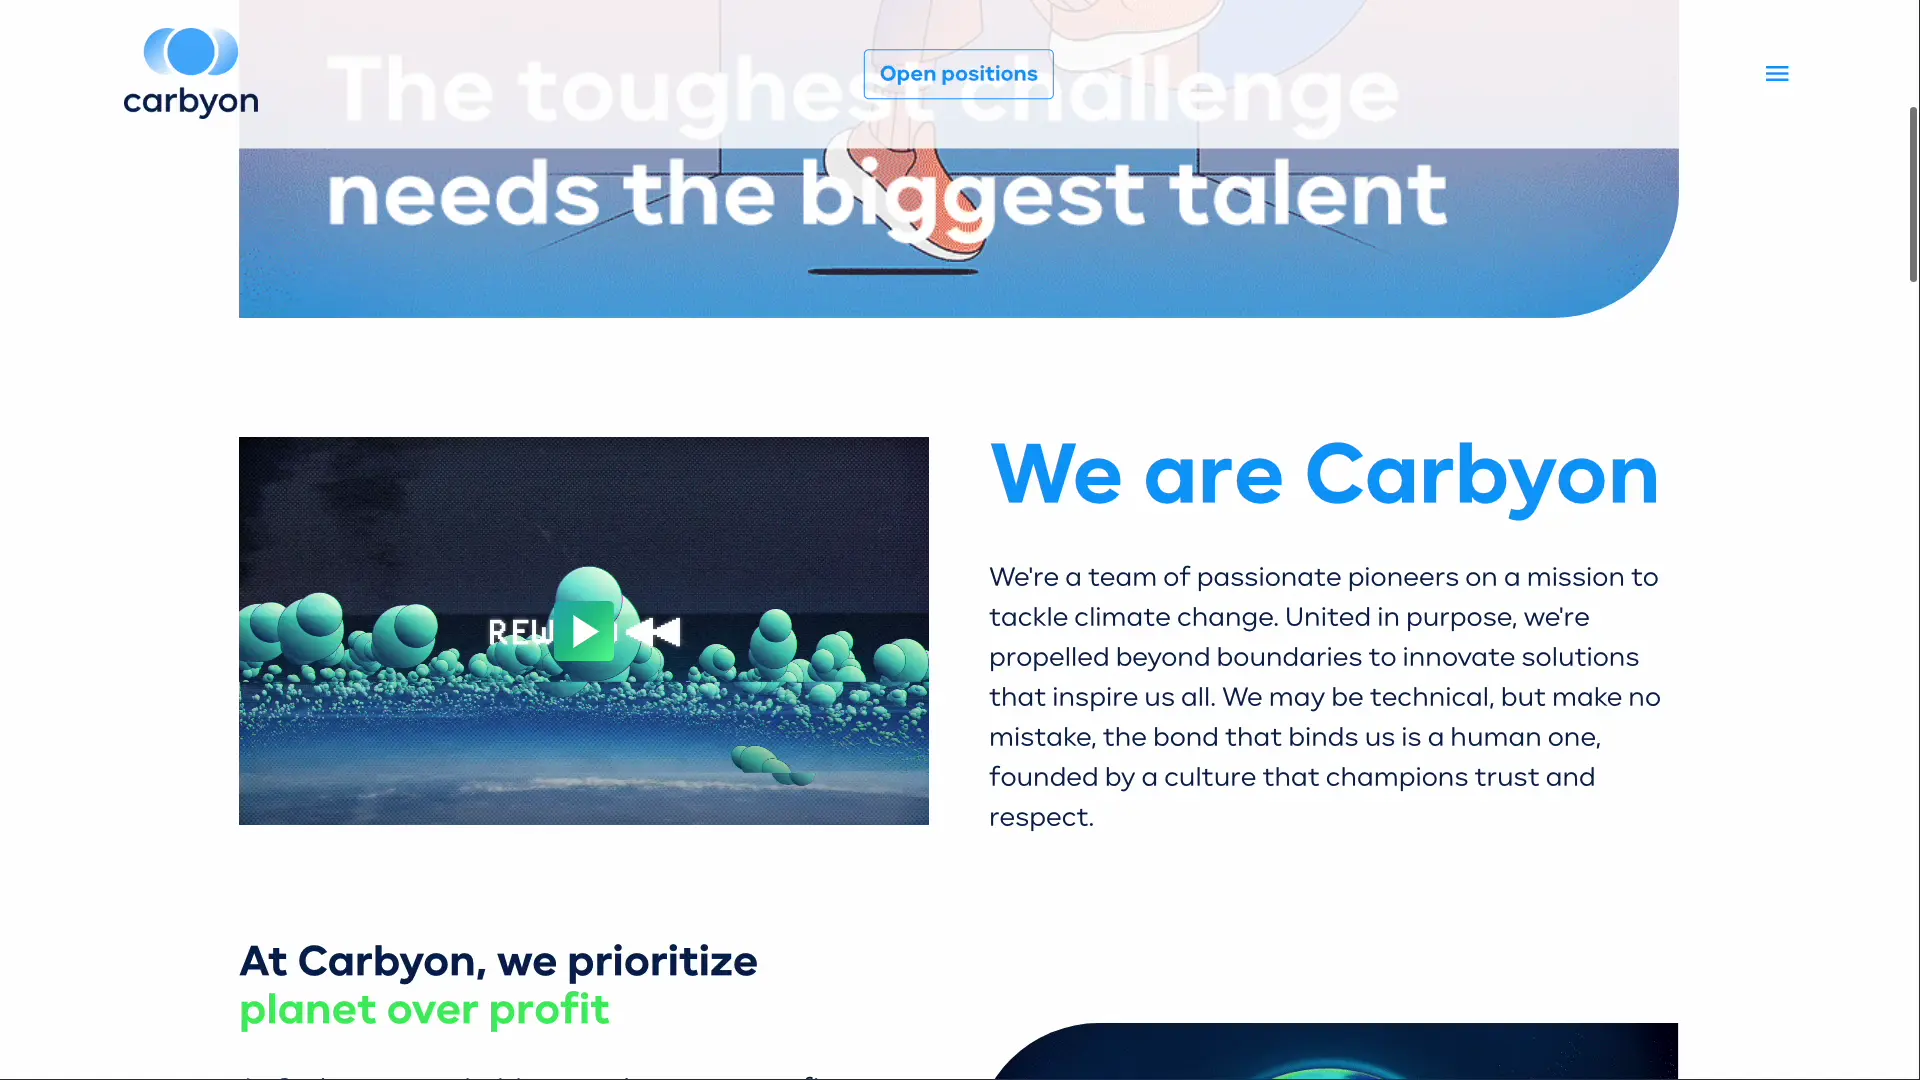 carbyon
Open positions
The toughest challenge
needs the biggest talent
REW
We are Carbyon
We're a team of passionate pioneers on a mission to
tackle climate change. United in purpose, we're
propelled beyond boundaries to innovate solutions
that inspire us all. We may be technical, but make no
mistake, the bond that binds us is a human one,
founded by a culture that champions trust and
respect.
At Carbyon, we prioritize
planet over profit